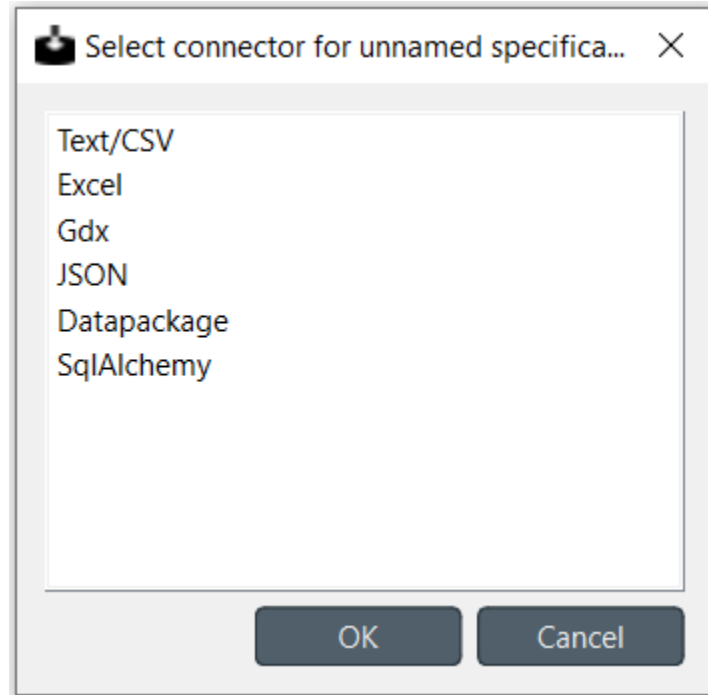 Select connector for unnamed specifica...
Text/CSV
Excel
Gdx
JSON
Datapackage
SqlAlchemy
OK
Cancel